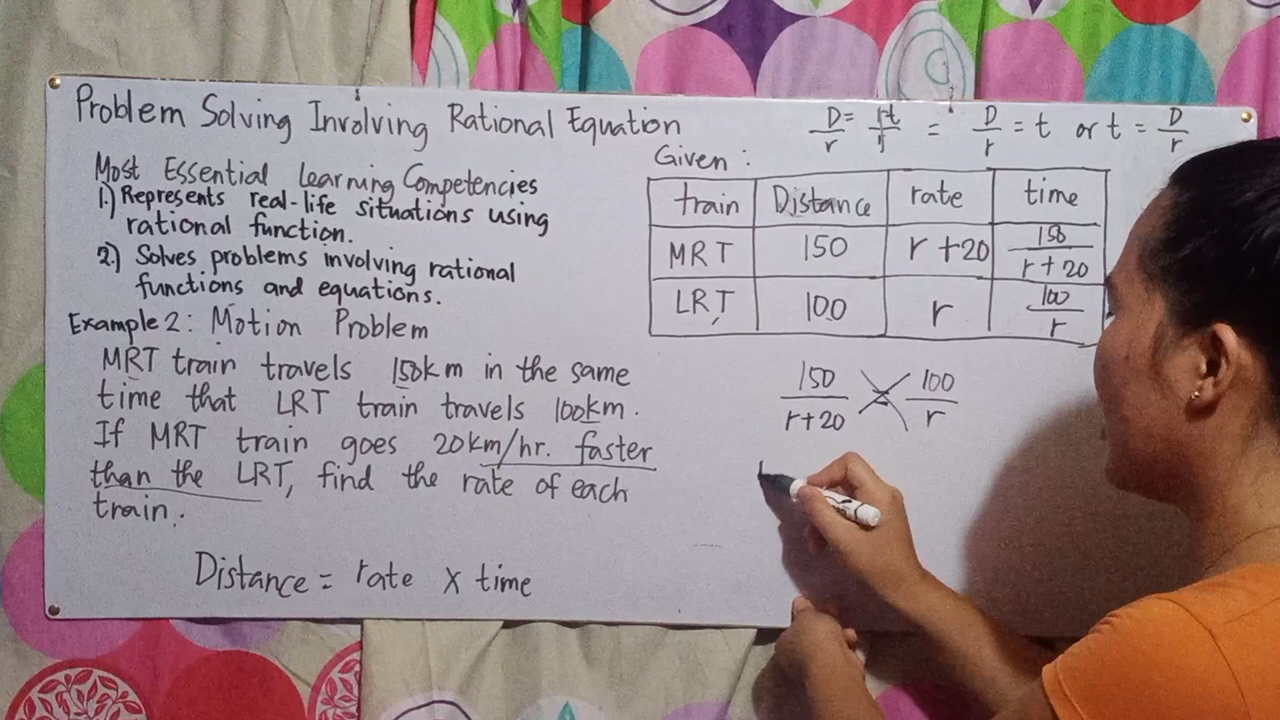 Problem Solving Involving Rational Equation
Most Essential Learning Competencies
1.) Represents real-life situations using
rational function.
2.) Solves problems involving rational
functions and equations.
Example 2: Motion Problem
MRT train travels 150km in the same
time that LRT train travels 100km.
If MRT train goes 20km/hr. faster
than the LRT, find the rate of each
train.
Distance = rate x time
D/r = rt/r = D/r = t or t = D/r
Given:
train Distance rate time
MRT 150 r+20 150/r+20
LRT 100 r 100/r
150/r+20 = 100/r